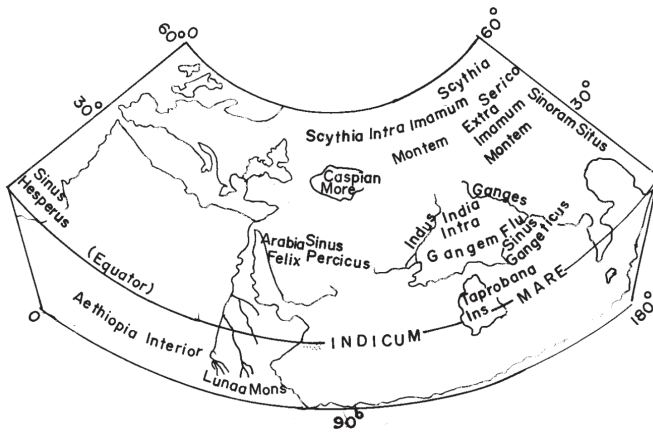 60°0
60°
30°
30°
Scythia
Serico
Sinoram Situs
Scythia Intra Imamum
Extra
Imamum
Montem
Montem
Sinus
Hesperus
Caspian
More
Ganges
Indus
India
Intra
Gangem Flu
Sinus
Gangeticus
Arabia
Felix
Sinus
Percicus
(Equator)
Taprobana
Ins
INDICUM
MARE
0
Aethiopia Interior
Lunaa Mons
180°
90°